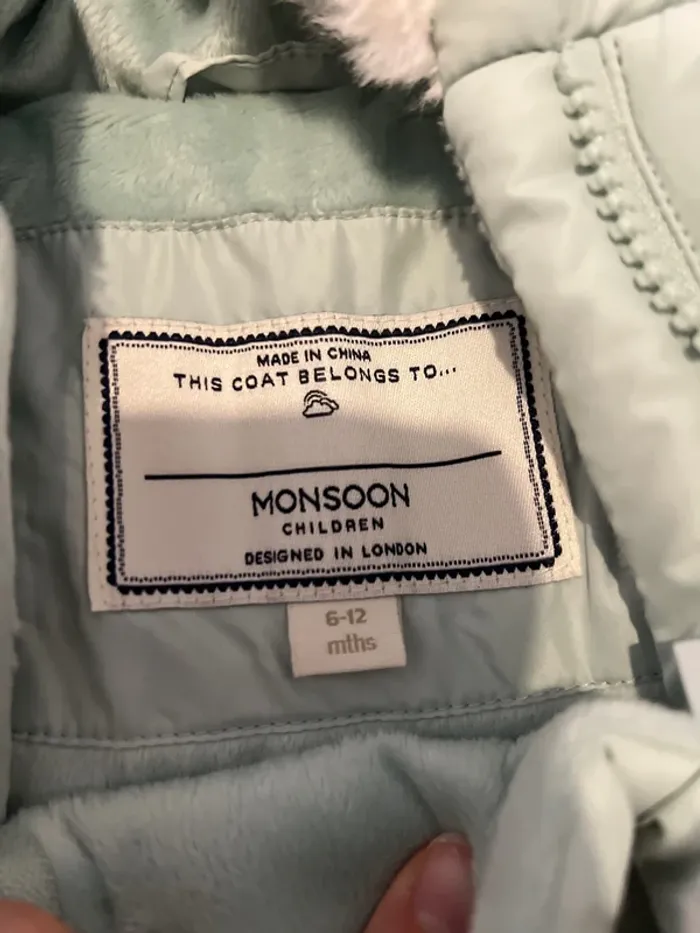 MADE IN CHINA
THIS COAT BELONGS TO...
MONSOON
CHILDREN
DESIGNED IN LONDON
6-12
mths